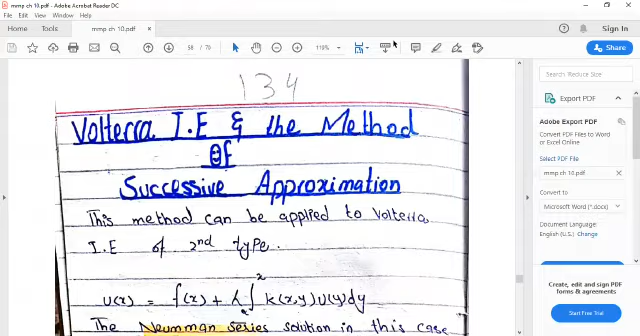 mmp ch 10.pdf - Adobe Acrobat Reader DC
File Edit View Window Help
Home Tools mmp ch 10.pdf × Sign In
58 / 70 119% Share
134
Volterra I.E & the Method
Of
Successive Approximation
This method can be applied to Volterra
I.E of 2nd type.
u(x) = f(x) + λ∫ˣₐ k(x,y)u(y)dy
The Neumman series solution in this case
Search 'Reduce Size'
Export PDF
Adobe Export PDF
Convert PDF Files to Word
or Excel Online
Select PDF File
mmp ch 10.pdf ×
Convert to
Microsoft Word (*.docx)
Document Language:
English (U.S.) Change
Create, edit and sign PDF
forms & agreements
Start Free Trial